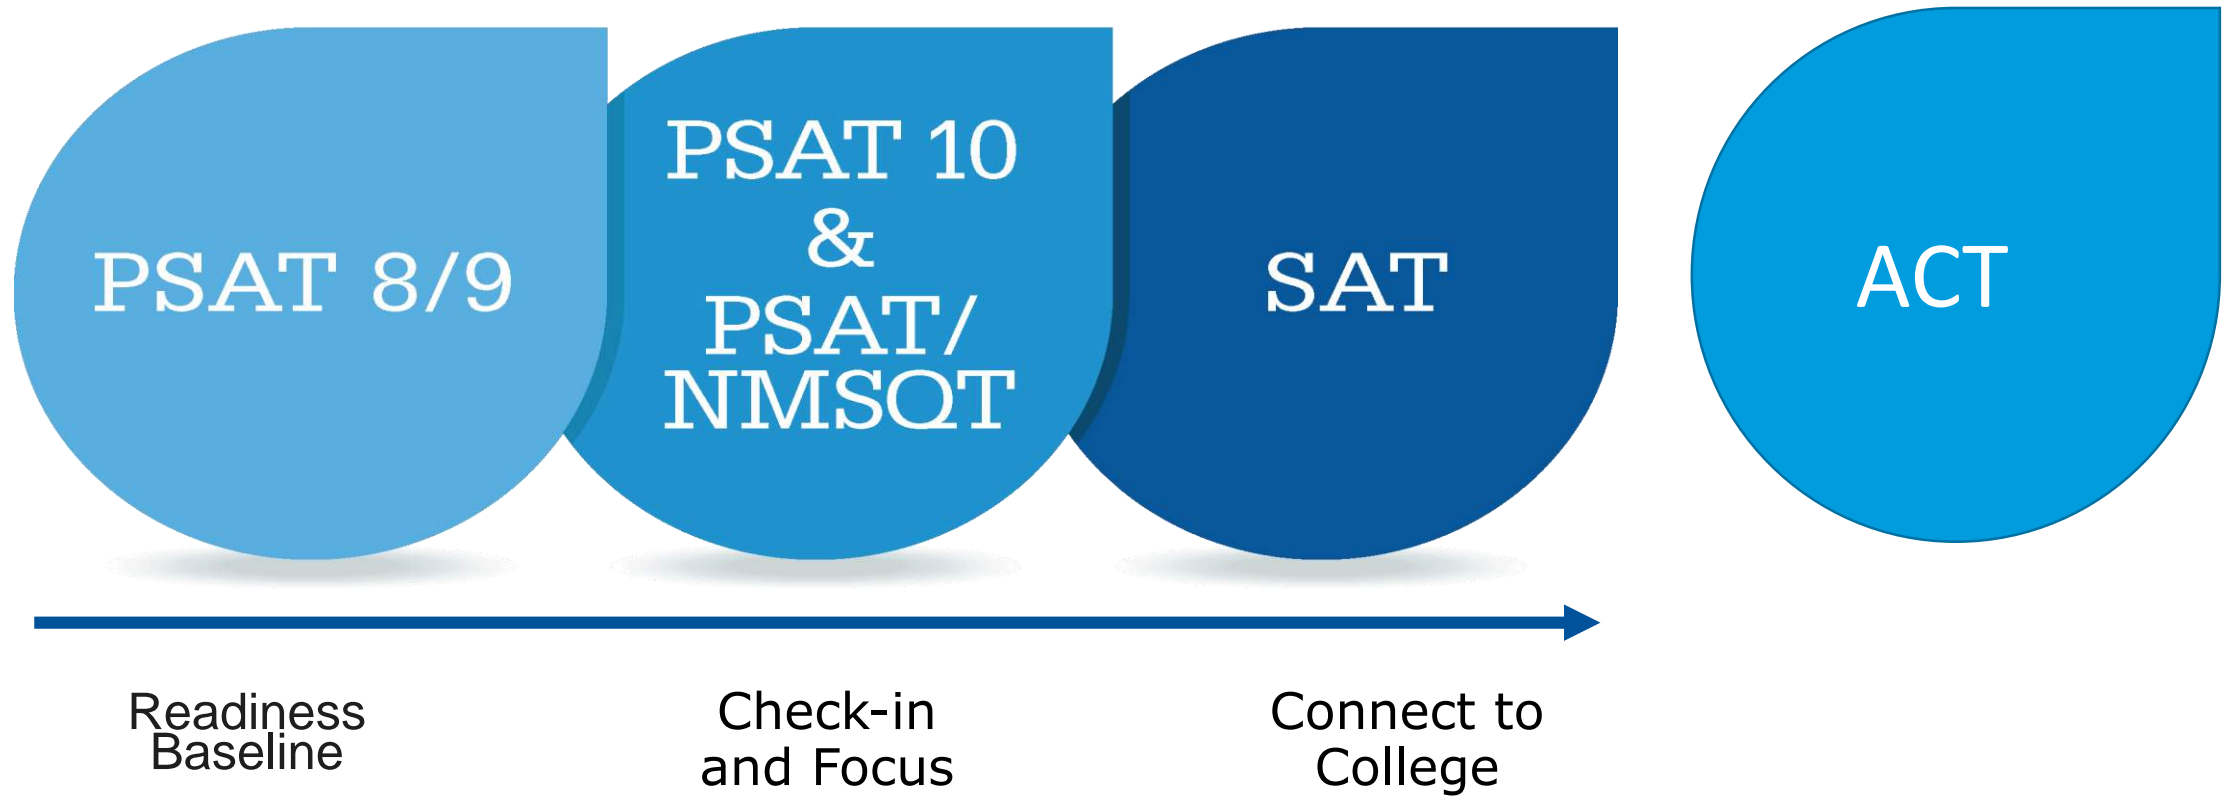 PSAT 8/9
PSAT 10
&
PSAT/
NMSQT
SAT
ACT
Readiness
Baseline
Check-in
and Focus
Connect to
College